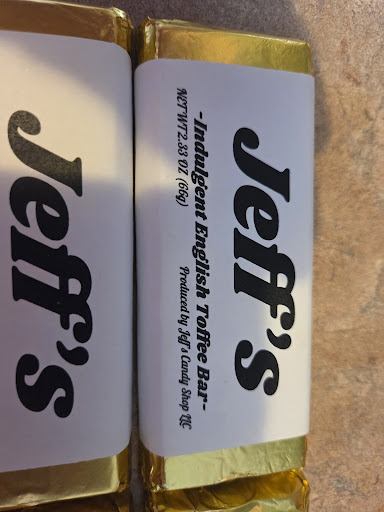 Jeff's
-Indulgent English Toffee Bar-
NET WT 2.33 OZ (66g) Produced by Jeff's Candy Shop LLC
Jeff's